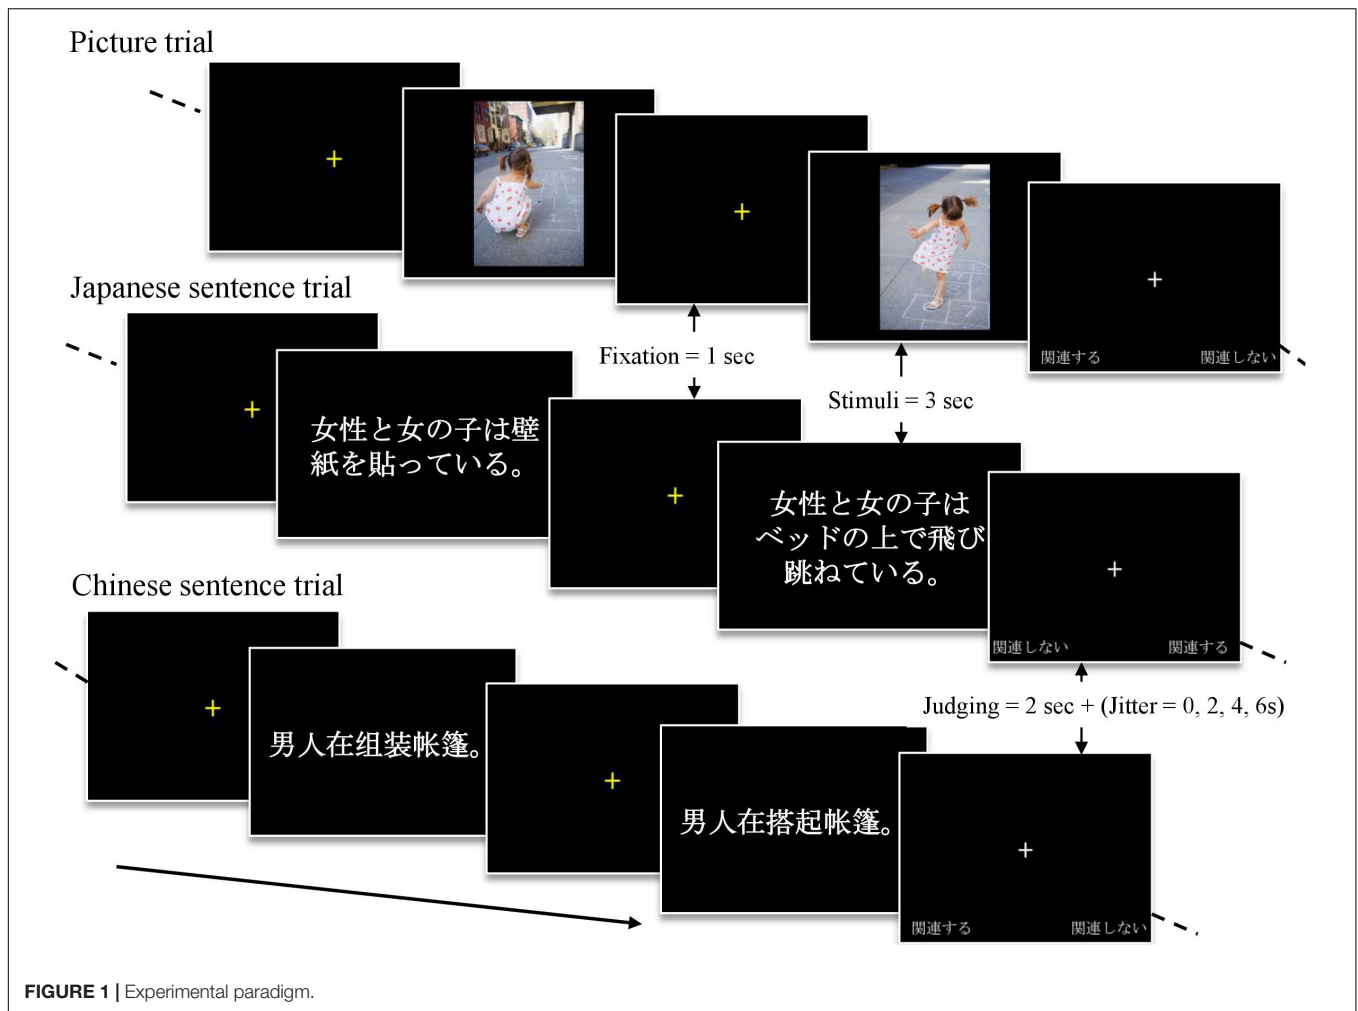 Picture trial
関連する
関連しない
Japanese sentence trial
Fixation = 1 sec
Stimuli = 3 sec
女性と女の子は壁
紙を貼っている。
女性と女の子は
ベッドの上で飛び
跳ねている。
関連しない
関連する
Chinese sentence trial
Judging = 2 sec + (Jitter = 0, 2, 4, 6s)
男人在组装帐篷。
男人在搭起帐篷。
関連する
関連しない
FIGURE 1 | Experimental paradigm.